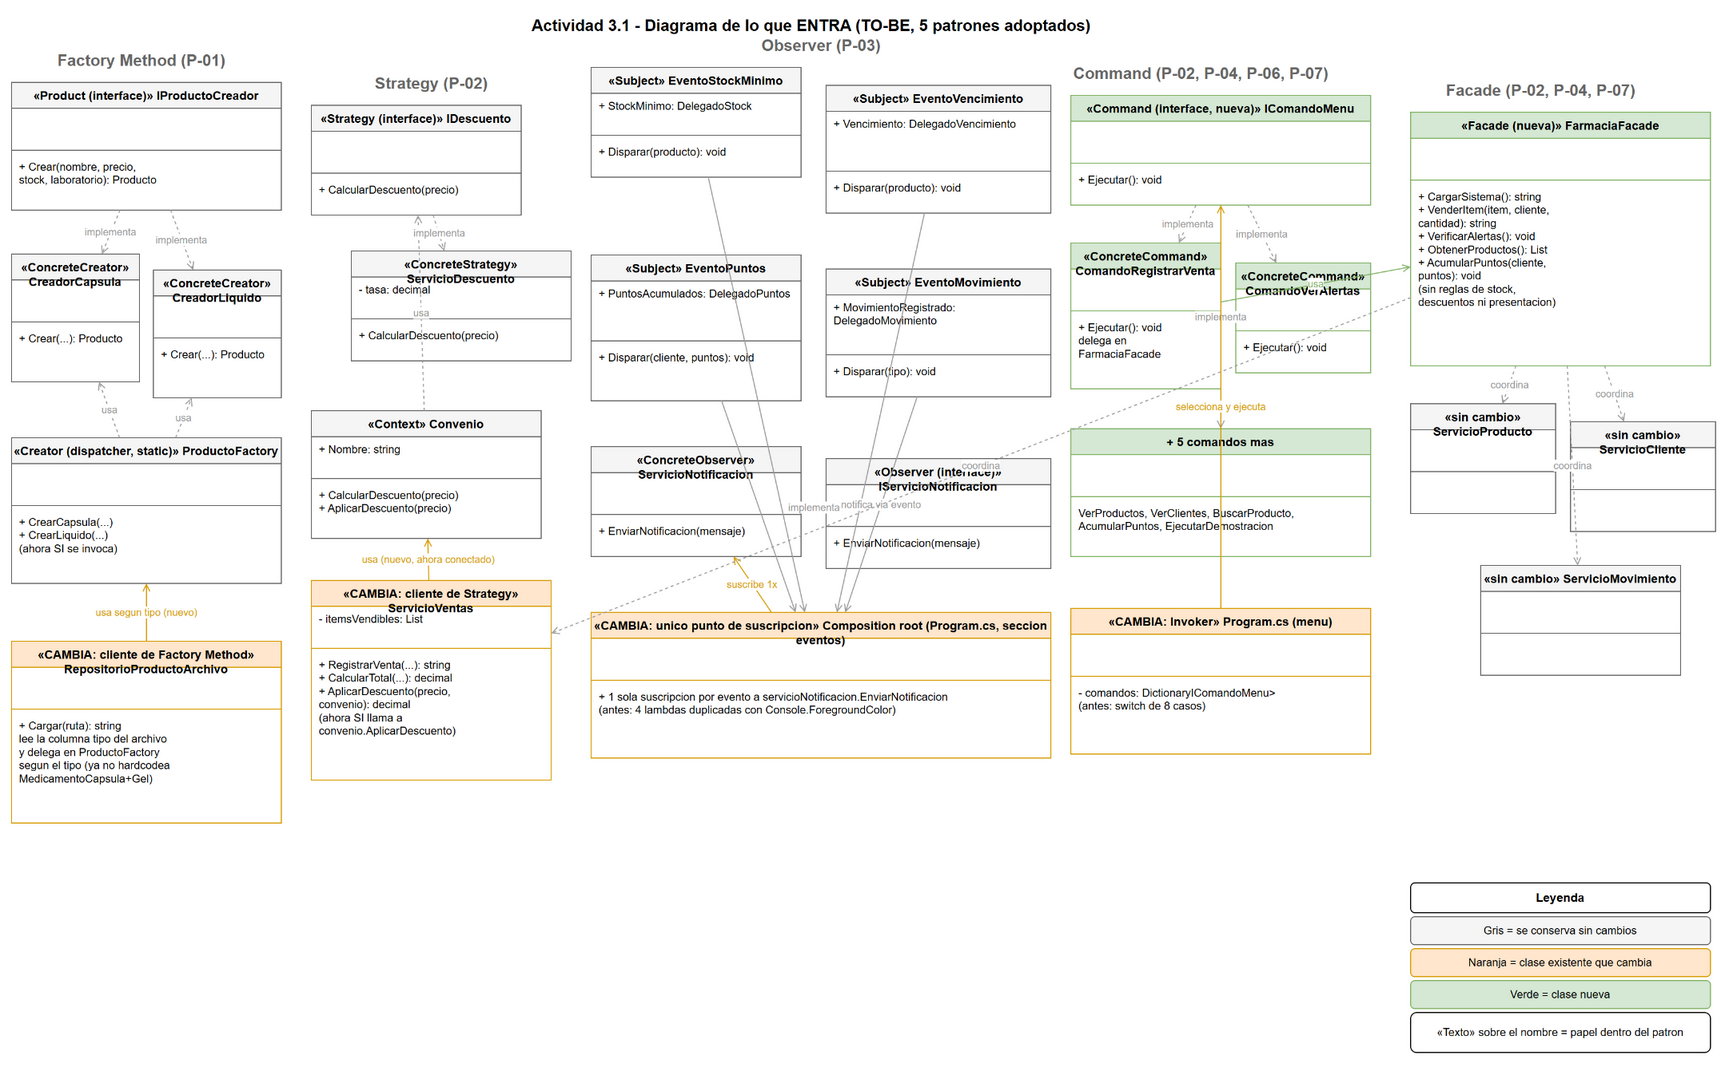 Actividad 3.1 - Diagrama de lo que ENTRA (TO-BE, 5 patrones adoptados)
Factory Method (P-01)
«Product (interface)» IProductoCreador
+ Crear(nombre, precio,
stock, laboratorio): Producto
implementa
implementa
«ConcreteCreator»
CreadorCapsula
+ Crear(...): Producto
«ConcreteCreator»
CreadorLiquido
+ Crear(...): Producto
usa
usa
«Creator (dispatcher, static)» ProductoFactory
+ CrearCapsula(...)
+ CrearLiquido(...)
(ahora SI se invoca)
usa segun tipo (nuevo)
«CAMBIA: cliente de Factory Method»
RepositorioProductoArchivo
+ Cargar(ruta): string
lee la columna tipo del archivo
y delega en ProductoFactory
segun el tipo (ya no hardcodea
MedicamentoCapsula+Gel)
Strategy (P-02)
«Strategy (interface)» IDescuento
+ CalcularDescuento(precio)
implementa
«ConcreteStrategy»
ServicioDescuento
- tasa: decimal
usa
+ CalcularDescuento(precio)
«Context» Convenio
+ Nombre: string
+ CalcularDescuento(precio)
+ AplicarDescuento(precio)
usa (nuevo, ahora conectado)
«CAMBIA: cliente de Strategy»
ServicioVentas
- itemsVendibles: List
+ RegistrarVenta(...): string
+ CalcularTotal(...): decimal
+ AplicarDescuento(precio,
convenio): decimal
(ahora SI llama a
convenio.AplicarDescuento)
Observer (P-03)
«Subject» EventoStockMinimo
+ StockMinimo: DelegadoStock
+ Disparar(producto): void
«Subject» EventoVencimiento
+ Vencimiento: DelegadoVencimiento
+ Disparar(producto): void
«Subject» EventoPuntos
+ PuntosAcumulados: DelegadoPuntos
+ Disparar(cliente, puntos): void
«Subject» EventoMovimiento
+ MovimientoRegistrado:
DelegadoMovimiento
+ Disparar(tipo): void
«ConcreteObserver»
ServicioNotificacion
+ EnviarNotificacion(mensaje)
«Observer (interface)»
IServicioNotificacion
+ EnviarNotificacion(mensaje)
implementa
notifica via evento
suscribe 1x
«CAMBIA: unico punto de suscripcion» Composition root (Program.cs, seccion
eventos)
+ 1 sola suscripcion por evento a servicioNotificacion.EnviarNotificacion
(antes: 4 lambdas duplicadas con Console.ForegroundColor)
Command (P-02, P-04, P-06, P-07)
«Command (interface, nueva)» IComandoMenu
+ Ejecutar(): void
implementa
implementa
«ConcreteCommand»
ComandoRegistrarVenta
+ Ejecutar(): void
delega en
FarmaciaFacade
«ConcreteCommand»
ComandoVerAlertas
usa
implementa
+ Ejecutar(): void
selecciona y ejecuta
+ 5 comandos mas
VerProductos, VerClientes, BuscarProducto,
AcumularPuntos, EjecutarDemostracion
coordina
«CAMBIA: Invoker» Program.cs (menu)
- comandos: DictionaryIComandoMenu>
(antes: switch de 8 casos)
Facade (P-02, P-04, P-07)
«Facade (nueva)» FarmaciaFacade
+ CargarSistema(): string
+ VenderItem(item, cliente,
cantidad): string
+ VerificarAlertas(): void
+ ObtenerProductos(): List
+ AcumularPuntos(cliente,
puntos): void
(sin reglas de stock,
descuentos ni presentacion)
coordina
coordina
«sin cambio»
ServicioProducto
«sin cambio»
ServicioCliente
coordina
«sin cambio» ServicioMovimiento
Leyenda
Gris = se conserva sin cambios
Naranja = clase existente que cambia
Verde = clase nueva
«Texto» sobre el nombre = papel dentro del patron